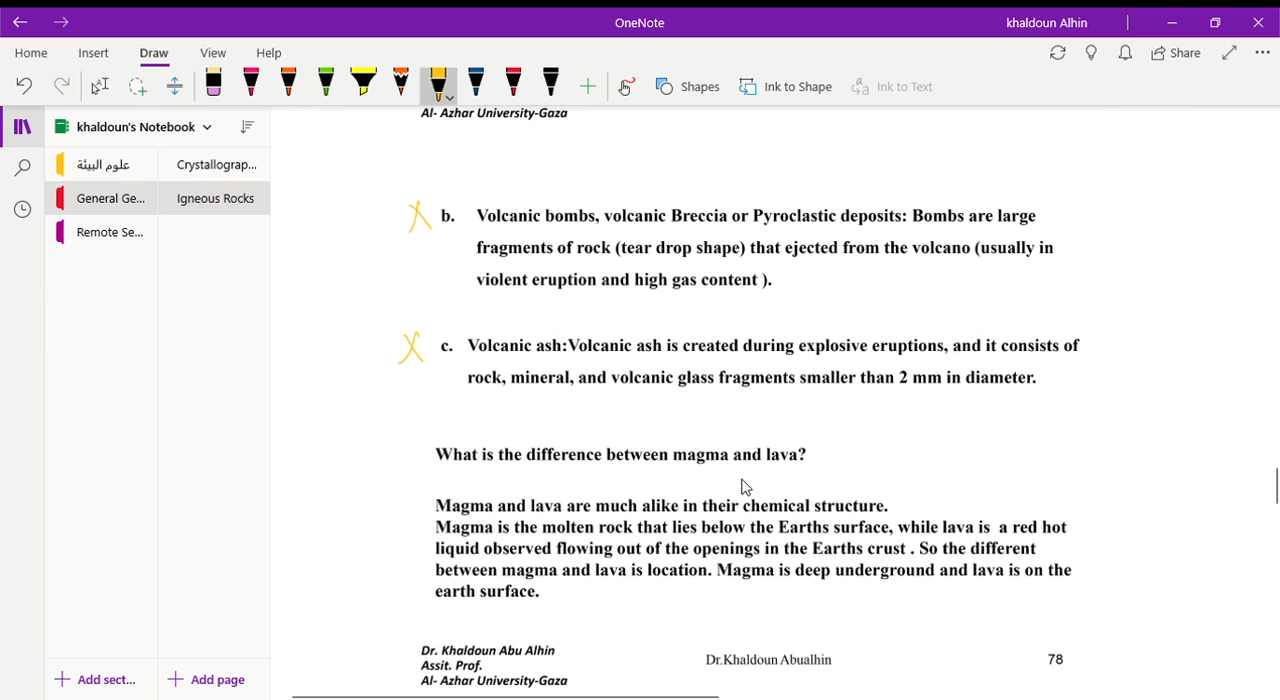 OneNote
khaldoun Alhin
Home Insert Draw View Help
Share
Shapes Ink to Shape Ink to Text
khaldoun's Notebook
علوم البيئة
General Ge...
Remote Se...
Crystallograp...
Igneous Rocks
Al- Azhar University-Gaza
b. Volcanic bombs, volcanic Breccia or Pyroclastic deposits: Bombs are large
fragments of rock (tear drop shape) that ejected from the volcano (usually in
violent eruption and high gas content ).
c. Volcanic ash:Volcanic ash is created during explosive eruptions, and it consists of
rock, mineral, and volcanic glass fragments smaller than 2 mm in diameter.
What is the difference between magma and lava?
Magma and lava are much alike in their chemical structure.
Magma is the molten rock that lies below the Earths surface, while lava is a red hot
liquid observed flowing out of the openings in the Earths crust . So the different
between magma and lava is location. Magma is deep underground and lava is on the
earth surface.
Dr. Khaldoun Abu Alhin
Assit. Prof.
Al- Azhar University-Gaza
Dr.Khaldoun Abualhin
78
Add sect... Add page